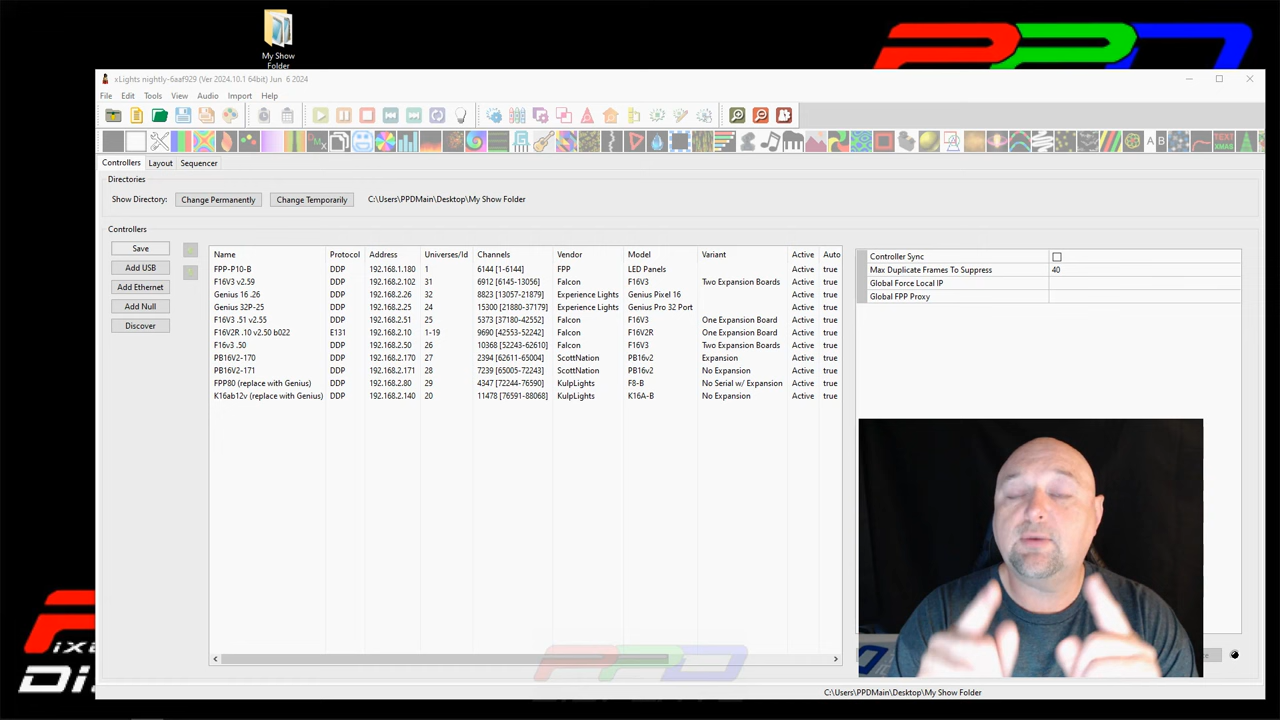 My Show
Folder
PPD
xLights nightly-6aaf929 (Ver 2024.10.1 64bit) Jun 6 2024
File Edit Tools View Audio Import Help
Controllers Layout Sequencer
Directories
Show Directory: Change Permanently Change Temporarily C:\Users\PPDMain\Desktop\My Show Folder
Controllers
Save
Add USB
Add Ethernet
Add Null
Discover
Name Protocol Address Universes/Id Channels Vendor Model Variant Active Auto
FPP-P10-B DDP 192.168.1.180 1 6144 [1-6144] FPP LED Panels Active true
F16V3 v2.59 DDP 192.168.2.102 31 6912 [6145-13056] Falcon F16V3 Two Expansion Boards Active true
Genius 16 .26 DDP 192.168.2.26 32 8823 [13057-21879] Experience Lights Genius Pixel 16 Active true
Genius 32P-25 DDP 192.168.2.25 24 15300 [21880-37179] Experience Lights Genius Pro 32 Port Active true
F16V3 .51 v2.55 DDP 192.168.2.51 25 5373 [37180-42552] Falcon F16V3 One Expansion Board Active true
F16V2R .10 v2.50 b022 E131 192.168.2.10 1-19 9690 [42553-52242] Falcon F16V2R One Expansion Board Active true
F16v3 .50 DDP 192.168.2.50 26 10368 [52243-62610] Falcon F16V3 Two Expansion Boards Active true
PB16V2-170 DDP 192.168.2.170 27 2394 [62611-65004] ScottNation PB16v2 Expansion Active true
PB16V2-171 DDP 192.168.2.171 28 7239 [65005-72243] ScottNation PB16v2 No Expansion Active true
FPP80 (replace with Genius) DDP 192.168.2.80 29 4347 [72244-76590] KulpLights F8-B No Serial w/ Expansion Active true
K16ab12v (replace with Genius) DDP 192.168.2.140 20 11478 [76591-88068] KulpLights K16A-B No Expansion Active true
Controller Sync
Max Duplicate Frames To Suppress 40
Global Force Local IP
Global FPP Proxy
PPD
C:\Users\PPDMain\Desktop\My Show Folder